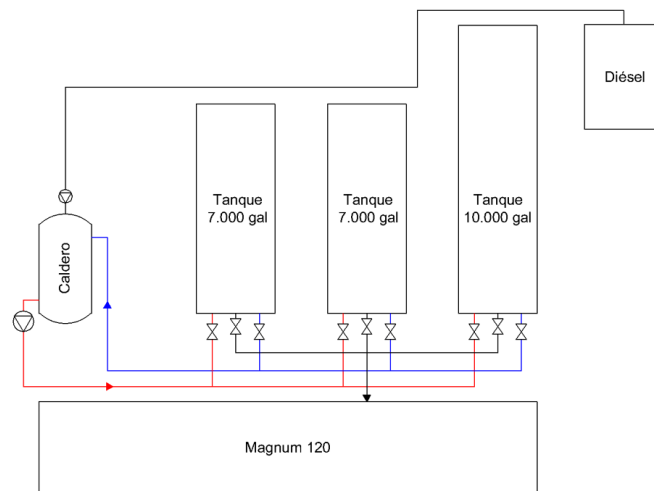 Diésel
Tanque
7.000 gal
Tanque
7.000 gal
Tanque
10.000 gal
Caldero
Magnum 120